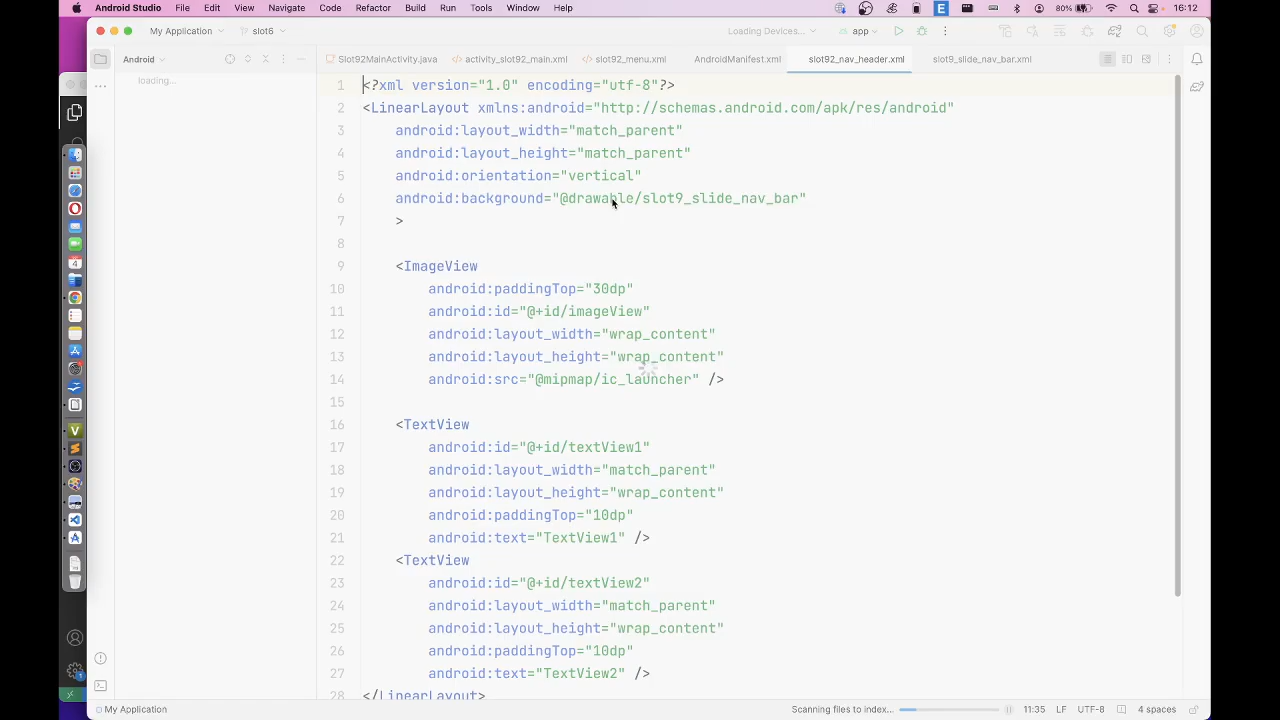 Android Studio File Edit View Navigate Code Refactor Build Run Tools Window Help 80% 16:12
My Application slot6 Loading Devices... app
Android Slot92MainActivity.java activity_slot92_main.xml slot92_menu.xml AndroidManifest.xml slot92_nav_header.xml slot9_slide_nav_bar.xml
loading...
1 <?xml version="1.0" encoding="utf-8"?>
2 <LinearLayout xmlns:android="http://schemas.android.com/apk/res/android"
3 android:layout_width="match_parent"
4 android:layout_height="match_parent"
5 android:orientation="vertical"
6 android:background="@drawable/slot9_slide_nav_bar"
7 >
8
9 <ImageView
10 android:paddingTop="30dp"
11 android:id="@+id/imageView"
12 android:layout_width="wrap_content"
13 android:layout_height="wrap_content"
14 android:src="@mipmap/ic_launcher" />
15
16 <TextView
17 android:id="@+id/textView1"
18 android:layout_width="match_parent"
19 android:layout_height="wrap_content"
20 android:paddingTop="10dp"
21 android:text="TextView1" />
22 <TextView
23 android:id="@+id/textView2"
24 android:layout_width="match_parent"
25 android:layout_height="wrap_content"
26 android:paddingTop="10dp"
27 android:text="TextView2" />
28 </LinearLayout>
My Application Scanning files to index... 11:35 LF UTF-8 4 spaces